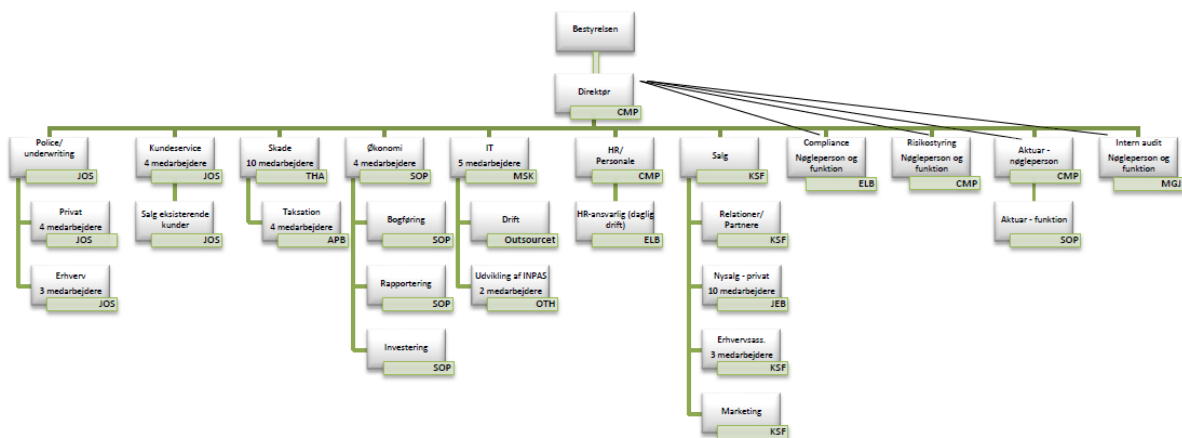 Bestyrelsen
Direktør
CMP
Police/
underwriting
JOS
Kundeservice
4 medarbejdere
JOS
Skade
10 medarbejdere
THA
Økonomi
4 medarbejdere
SOP
IT
5 medarbejdere
MSK
HR/
Personale
CMP
Salg
KSF
Compliance
Nøgleperson og
funktion
ELB
Risikostyring
Nøgleperson og
funktion
CMP
Aktuar -
nøgleperson
CMP
Intern audit
Nøgleperson og
funktion
MGJ
Privat
4 medarbejdere
JOS
Salg eksisterende
kunder
JOS
Taksation
4 medarbejdere
APB
Bogføring
SOP
Drift
Outsourcet
HR-ansvarlig (daglig
drift)
ELB
Relationer/
Partnere
KSF
Aktuar - funktion
SOP
Erhverv
3 medarbejdere
JOS
Rapportering
SOP
Udvikling af INPAS
2 medarbejdere
OTH
Nysalg - privat
10 medarbejdere
JEB
Investering
SOP
Erhvervsass.
3 medarbejdere
KSF
Marketing
KSF